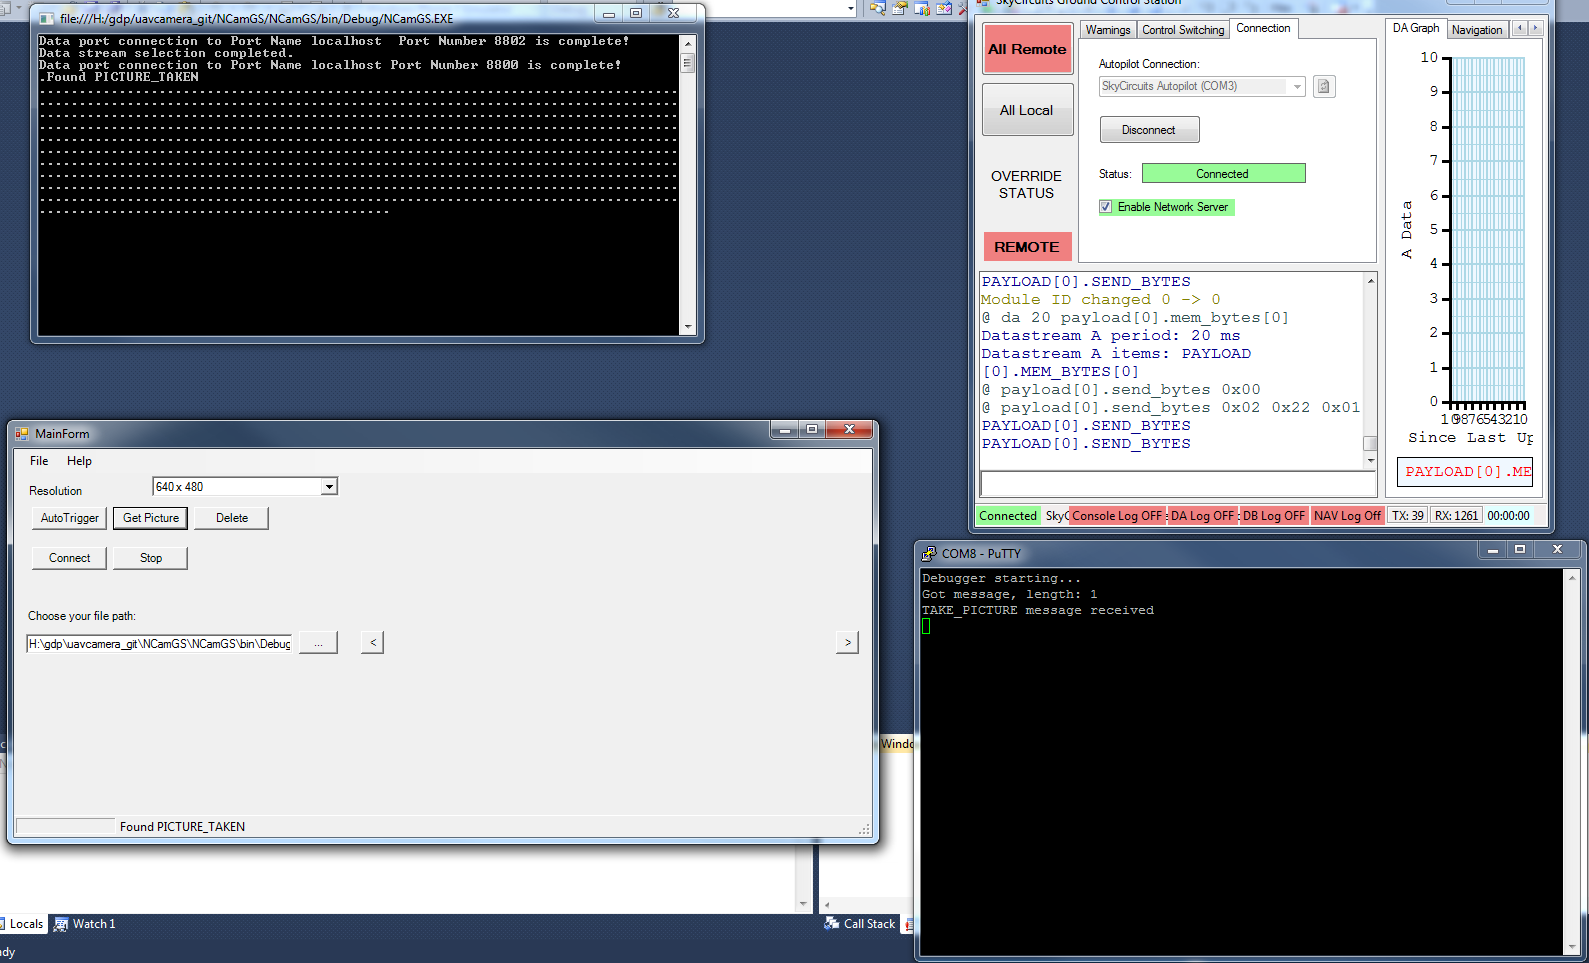 file:///H:/gdp/uavcamera_git/NCamGS/NCamGS/bin/Debug/NCamGS.EXE
Data port connection to Port Name localhost  Port Number 8802 is complete!
Data stream selection completed.
Data port connection to Port Name localhost Port Number 8800 is complete!
.Found PICTURE_TAKEN
SkyCircuits Ground Control Station
All Remote
All Local
OVERRIDE
STATUS
REMOTE
Warnings
Control Switching
Connection
Autopilot Connection:
SkyCircuits Autopilot (COM3)
Disconnect
Status:
Connected
Enable Network Server
PAYLOAD[0].SEND_BYTES
Module ID changed 0 -> 0
@ da 20 payload[0].mem_bytes[0]
Datastream A period: 20 ms
Datastream A items: PAYLOAD
[0].MEM_BYTES[0]
@ payload[0].send_bytes 0x00
@ payload[0].send_bytes 0x02 0x22 0x01
PAYLOAD[0].SEND_BYTES
PAYLOAD[0].SEND_BYTES
DA Graph
Navigation
10
9
8
7
6
5
4
3
2
1
0
A Data
10 9 8 7 6 5 4 3 2 1 0
Since Last Up
PAYLOAD[0].ME
Connected
SkyC
Console Log OFF
DA Log OFF
DB Log OFF
NAV Log Off
TX: 39
RX: 1261
00:00:00
MainForm
File
Help
Resolution
640 x 480
AutoTrigger
Get Picture
Delete
Connect
Stop
Choose your file path:
H:\gdp\uavcamera_git\NCamGS\NCamGS\bin\Debug
...
<
>
Found PICTURE_TAKEN
COM8 - PuTTY
Debugger starting...
Got message, length: 1
TAKE_PICTURE message received
Windo
Locals
Watch 1
Call Stack
dy